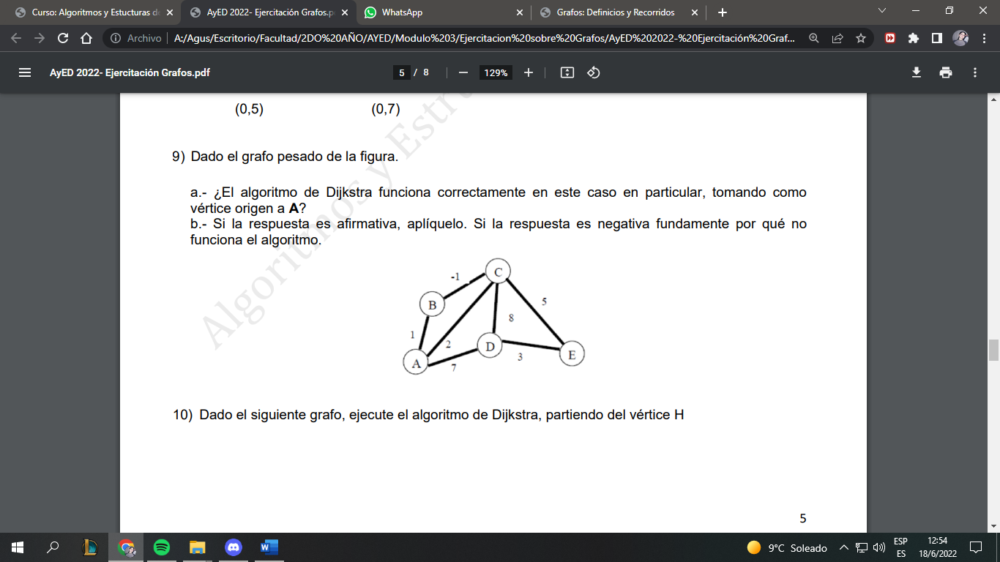 Curso: Algoritmos y Estucturas d
AyED 2022- Ejercitación Grafos.p
WhatsApp
Grafos: Definicios y Recorridos
Archivo
A:/Agus/Escritorio/Facultad/2DO%20AÑO/AYED/Modulo%203/Ejercitacion%20sobre%20Grafos/AyED%202022-%20Ejercitación%20Graf...
AyED 2022- Ejercitación Grafos.pdf
5 / 8
129%
(0,5) (0,7)
Algoritmos y Estru
9) Dado el grafo pesado de la figura.
a.- ¿El algoritmo de Dijkstra funciona correctamente en este caso en particular, tomando como
vértice origen a A?
b.- Si la respuesta es afirmativa, aplíquelo. Si la respuesta es negativa fundamente por qué no
funciona el algoritmo.
C
-1
5
B
8
1
2
D
E
3
A
7
10) Dado el siguiente grafo, ejecute el algoritmo de Dijkstra, partiendo del vértice H
5
9°C Soleado
ESP
ES
12:54
18/6/2022